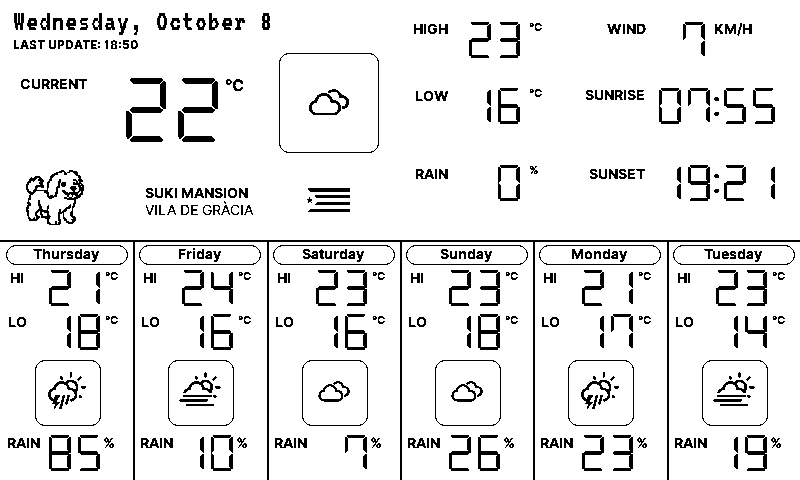 Wednesday, October 8
LAST UPDATE: 18:50
CURRENT 22 °C
HIGH 23 °C
WIND 7 KM/H
LOW 16 °C
SUNRISE 07:55
RAIN 0 %
SUNSET 19:21
SUKI MANSION
VILA DE GRÀCIA
Thursday
HI 21 °C
LO 18 °C
RAIN 85 %
Friday
HI 24 °C
LO 16 °C
RAIN 10 %
Saturday
HI 23 °C
LO 16 °C
RAIN 7 %
Sunday
HI 23 °C
LO 18 °C
RAIN 26 %
Monday
HI 21 °C
LO 17 °C
RAIN 23 %
Tuesday
HI 23 °C
LO 14 °C
RAIN 19 %